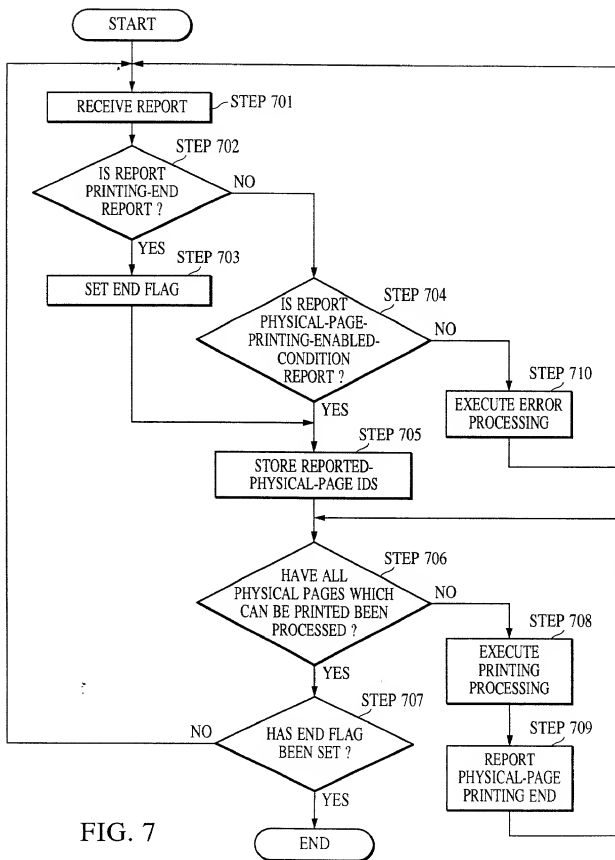 START
RECEIVE REPORT
STEP 701
STEP 702
IS REPORT
PRINTING-END
REPORT ?
NO
YES
STEP 703
SET END FLAG
STEP 704
IS REPORT
PHYSICAL-PAGE-
PRINTING-ENABLED-
CONDITION
REPORT ?
NO
YES
STEP 710
EXECUTE ERROR
PROCESSING
STEP 705
STORE REPORTED-
PHYSICAL-PAGE IDS
STEP 706
HAVE ALL
PHYSICAL PAGES WHICH
CAN BE PRINTED BEEN
PROCESSED ?
NO
YES
STEP 708
EXECUTE
PRINTING
PROCESSING
STEP 707
NO
HAS END FLAG
BEEN SET ?
YES
STEP 709
REPORT
PHYSICAL-PAGE
PRINTING END
END
FIG. 7